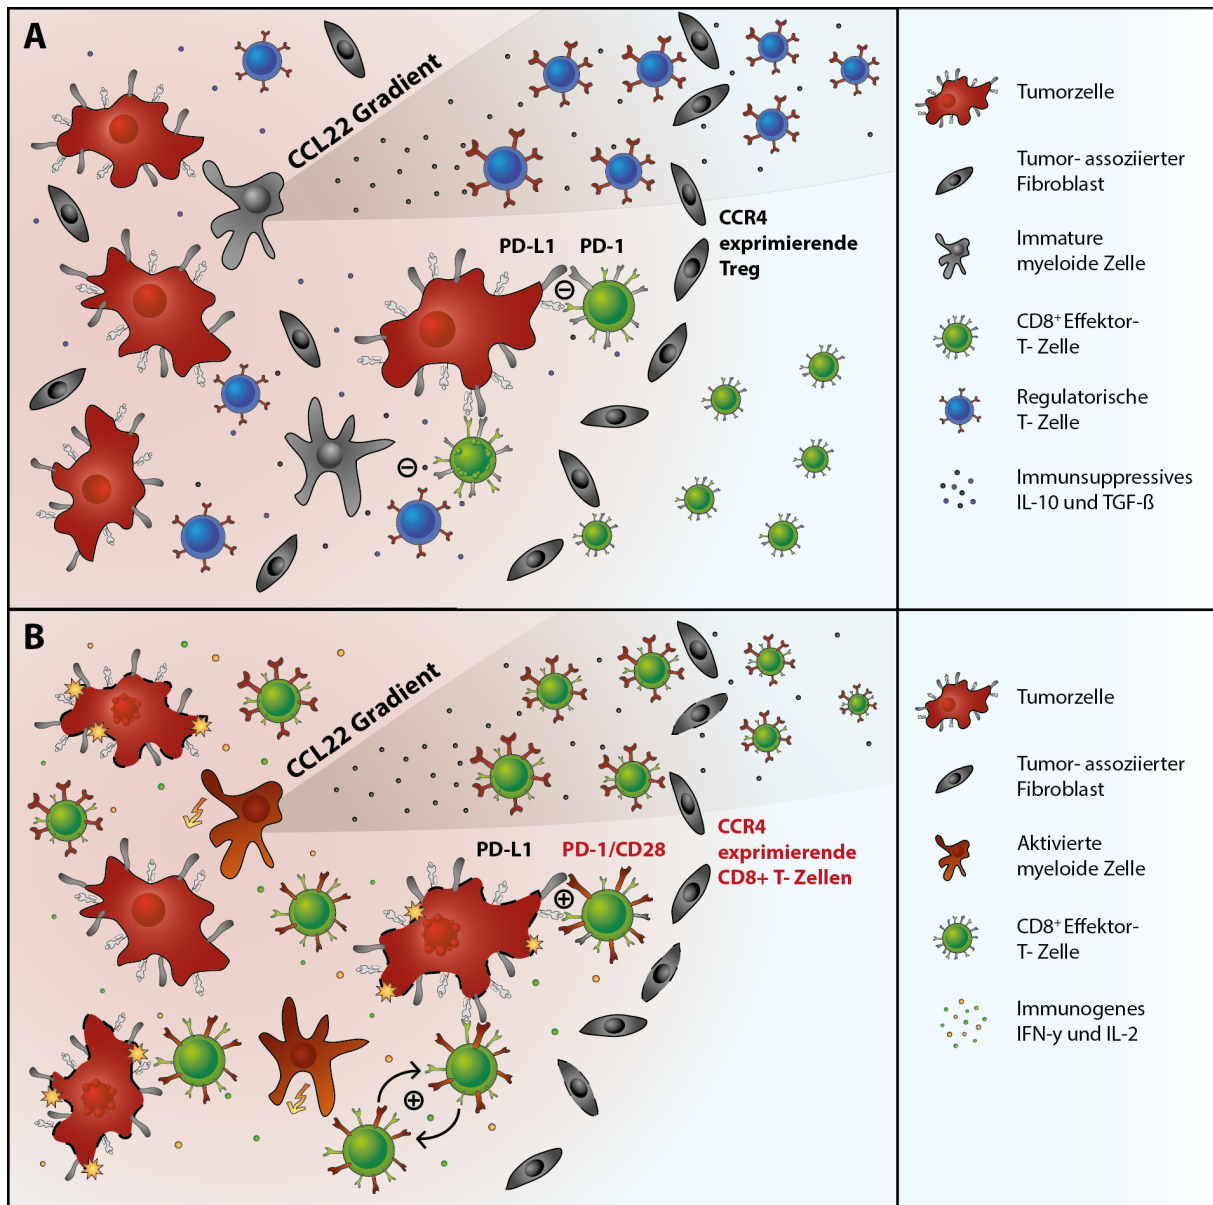 A
CCL22 Gradient
PD-L1
PD-1
CCR4
exprimierende
Treg
Tumorzelle
Tumor- assoziierter
Fibroblast
Immature
myeloide Zelle
CD8⁺ Effektor-
T- Zelle
Regulatorische
T- Zelle
Immunsuppressives
IL-10 und TGF-ß
B
CCL22 Gradient
PD-L1
PD-1/CD28
CCR4
exprimierende
CD8+ T- Zellen
Tumorzelle
Tumor- assoziierter
Fibroblast
Aktivierte
myeloide Zelle
CD8⁺ Effektor-
T- Zelle
Immunogenes
IFN-y und IL-2